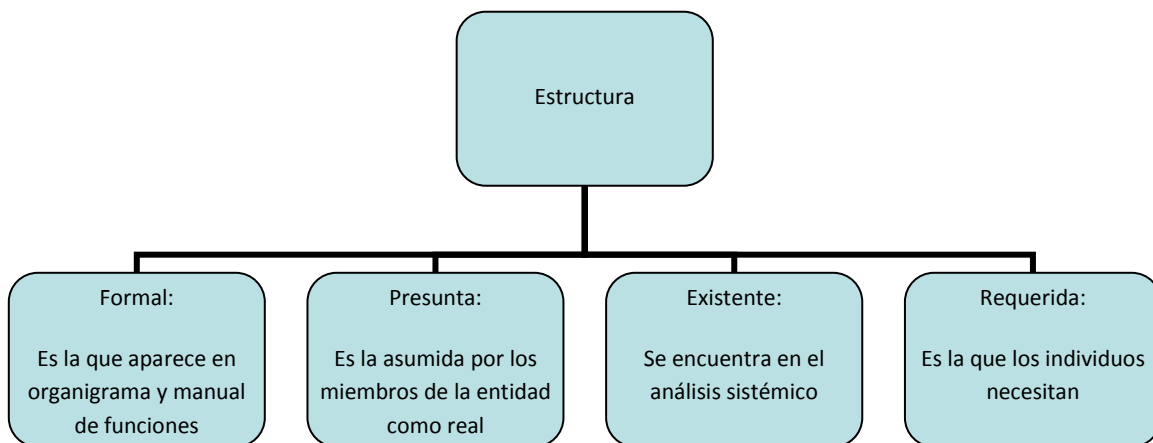 Estructura
Formal:
Es la que aparece en
organigrama y manual
de funciones
Presunta:
Es la asumida por los
miembros de la entidad
como real
Existente:
Se encuentra en el
análisis sistémico
Requerida:
Es la que los individuos
necesitan